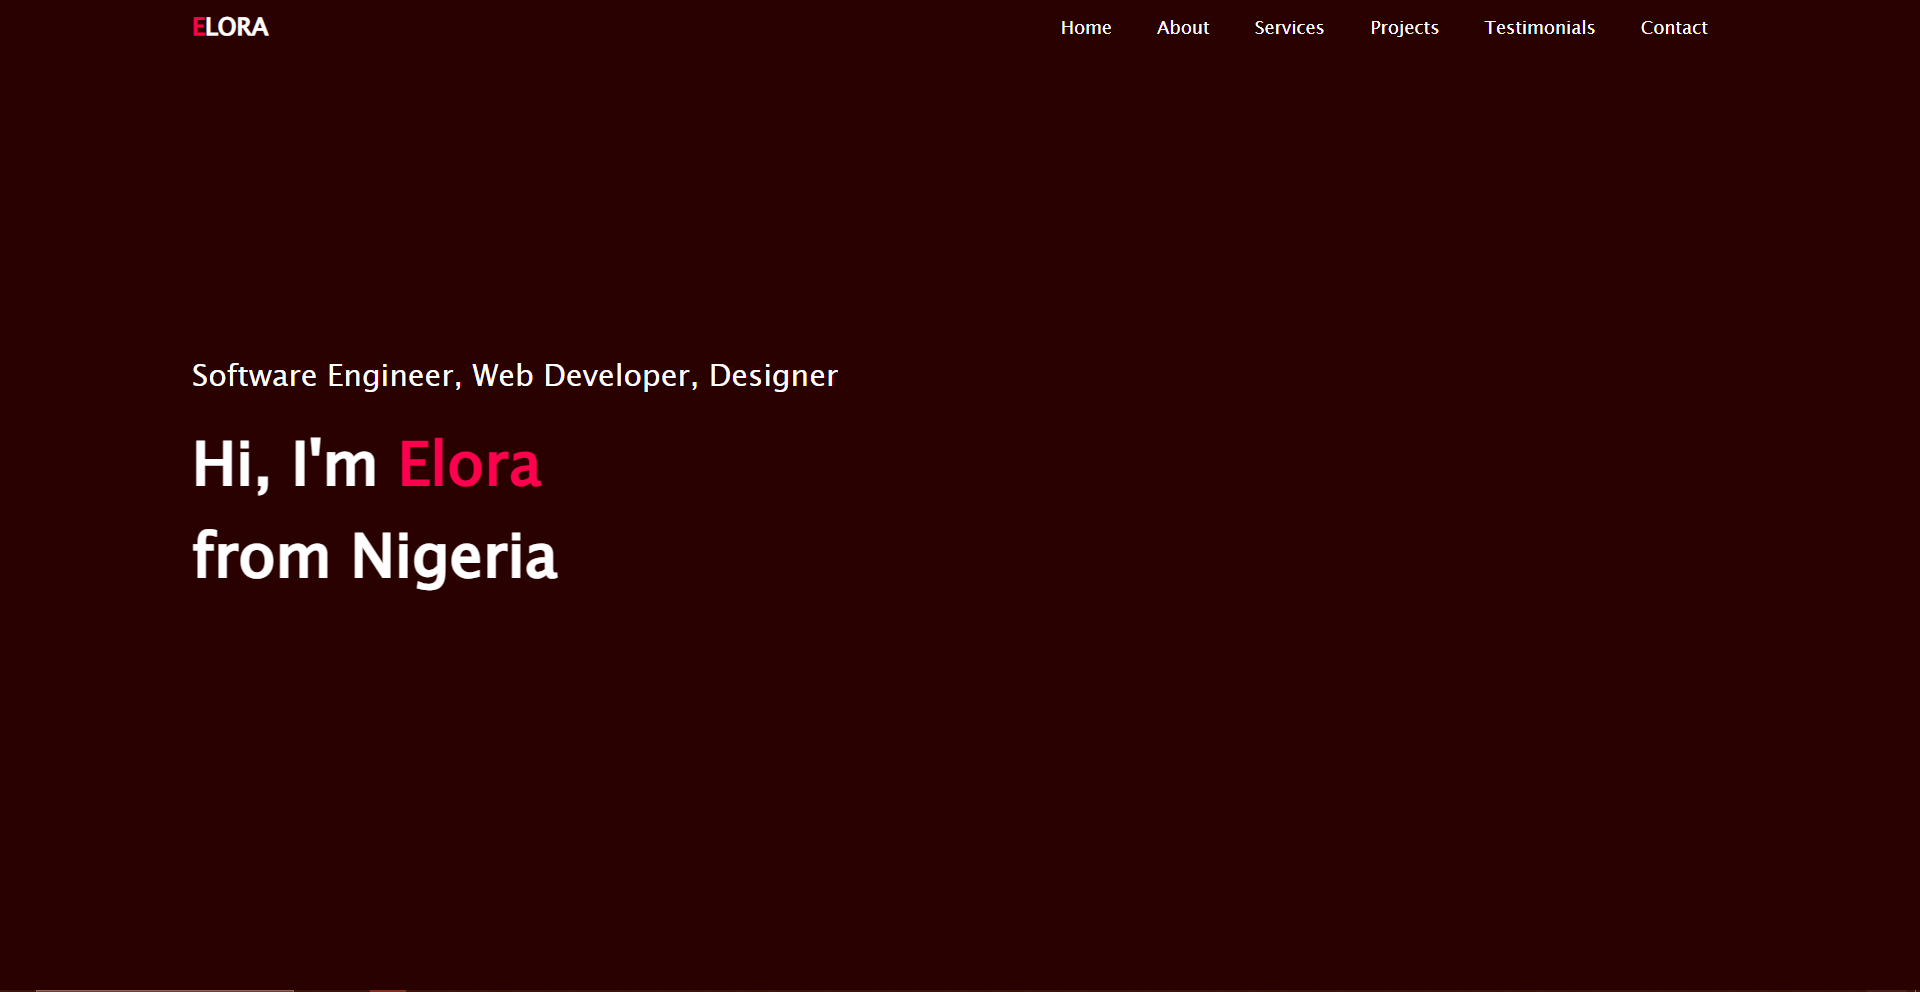 ELORA
Home About Services Projects Testimonials Contact
Software Engineer, Web Developer, Designer
Hi, I'm Elora
from Nigeria